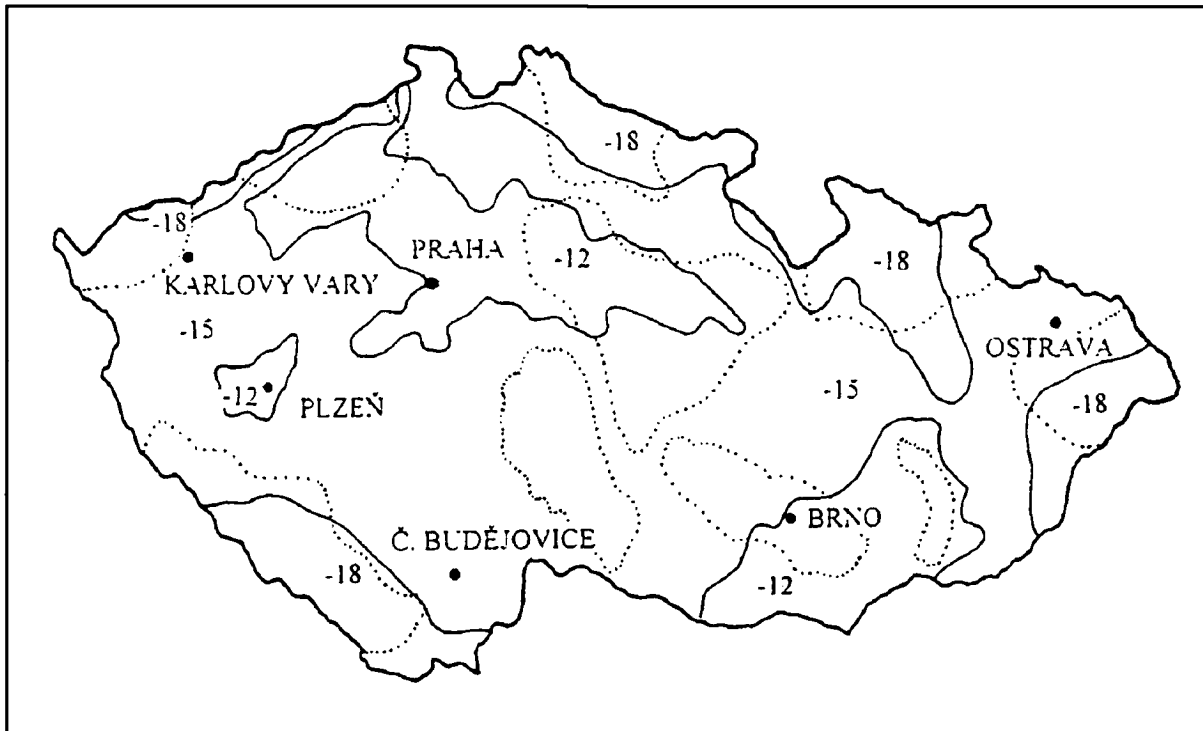 -18
-18
PRAHA
-12
-18
KARLOVY VARY
-15
OSTRAVA
-12
PLZEŇ
-15
-18
BRNO
Č. BUDĚJOVICE
-18
-12